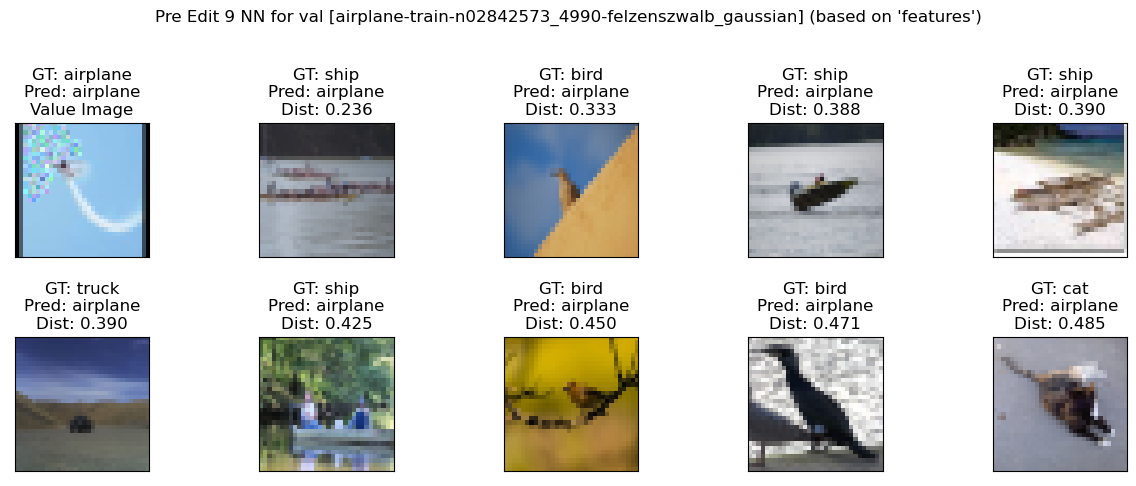 Pre Edit 9 NN for val [airplane-train-n02842573_4990-felzenszwalb_gaussian] (based on 'features')
GT: airplane
Pred: airplane
Value Image
GT: ship
Pred: airplane
Dist: 0.236
GT: bird
Pred: airplane
Dist: 0.333
GT: ship
Pred: airplane
Dist: 0.388
GT: ship
Pred: airplane
Dist: 0.390
GT: truck
Pred: airplane
Dist: 0.390
GT: ship
Pred: airplane
Dist: 0.425
GT: bird
Pred: airplane
Dist: 0.450
GT: bird
Pred: airplane
Dist: 0.471
GT: cat
Pred: airplane
Dist: 0.485